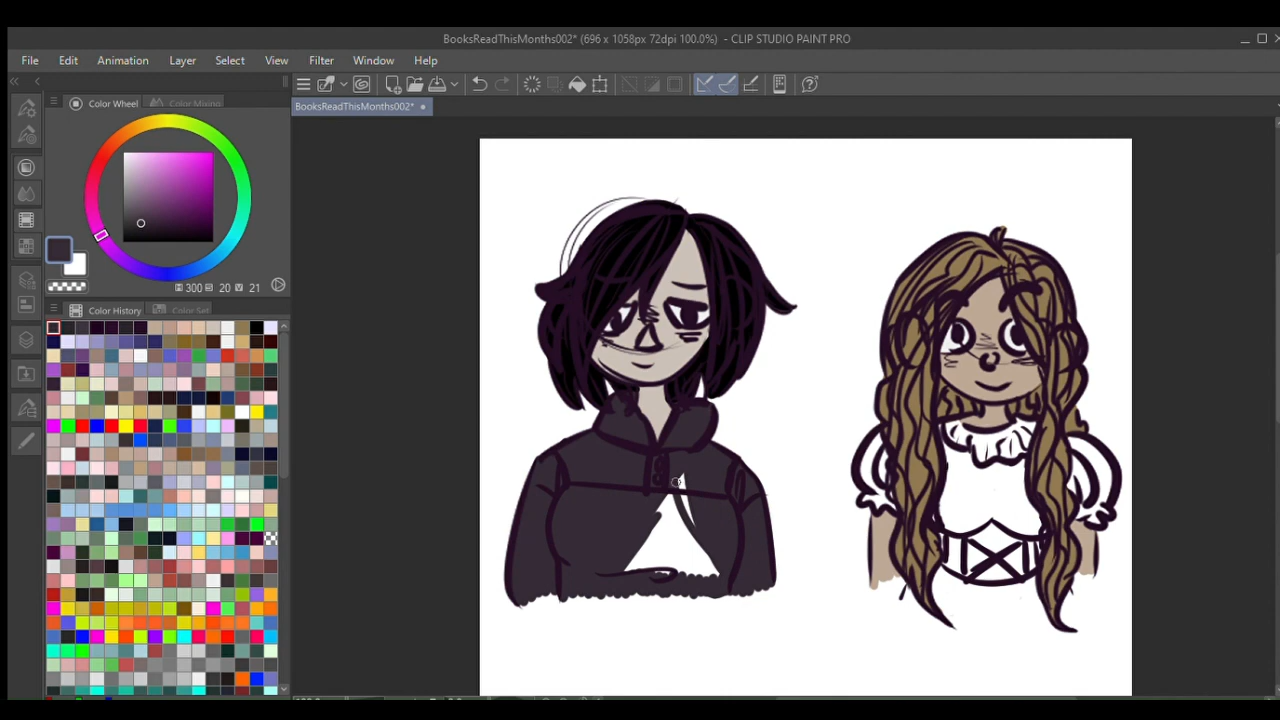 BooksReadThisMonths002* (696 x 1058px 72dpi 100.0%) - CLIP STUDIO PAINT PRO
File Edit Animation Layer Select View Filter Window Help
Color Wheel Color Mixing
BooksReadThisMonths002*
300 20 V 21
Color History Color Set